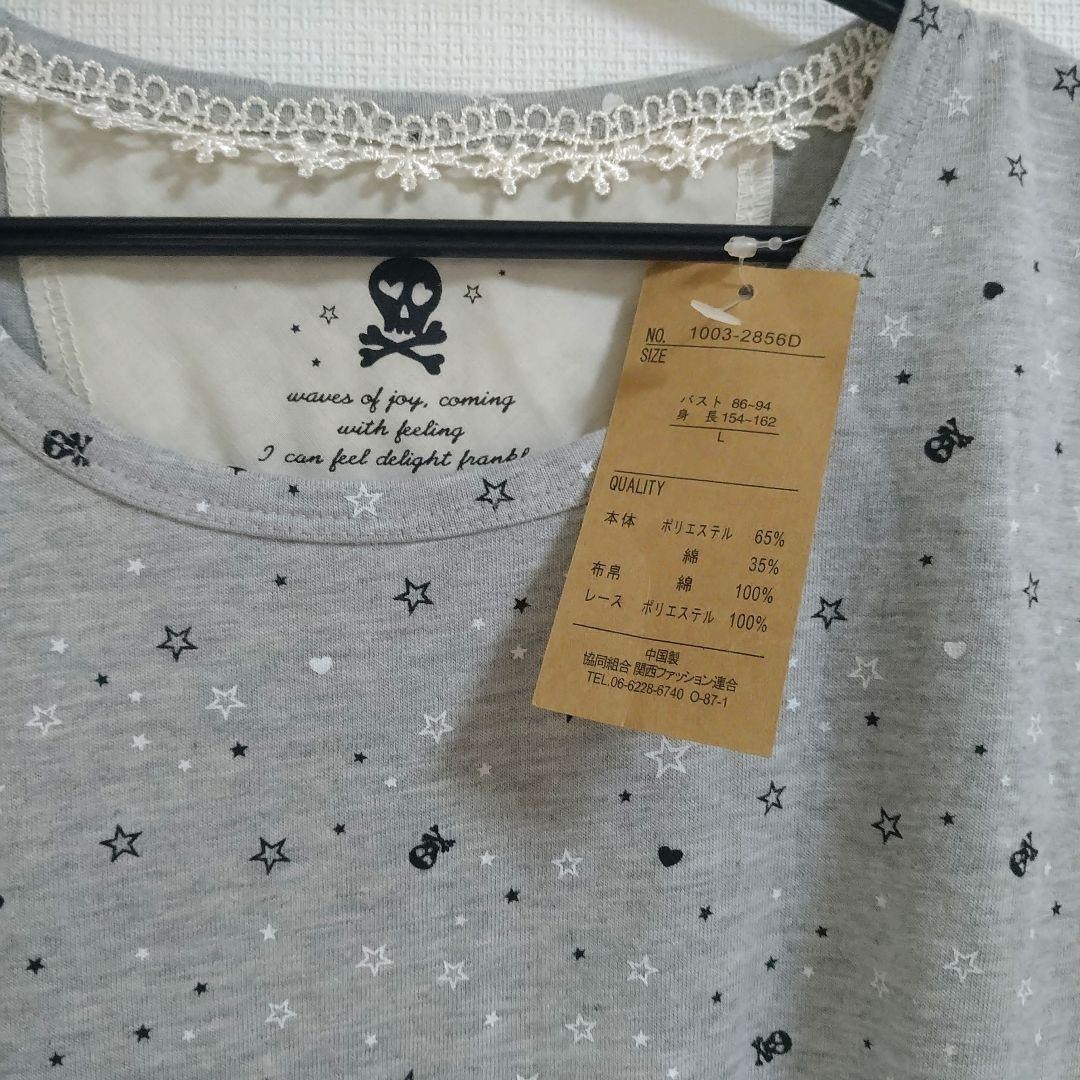 waves of joy, coming
with feeling
I can feel delight
NO. 1003-2856D
SIZE
バスト 86~94
身 長 154~162
L
QUALITY
本体 ポリエステル 65%
綿 35%
布帛 綿 100%
レース ポリエステル 100%
中国製
協同組合 関西ファッション連合
TEL.06-6228-6740 O-87-1